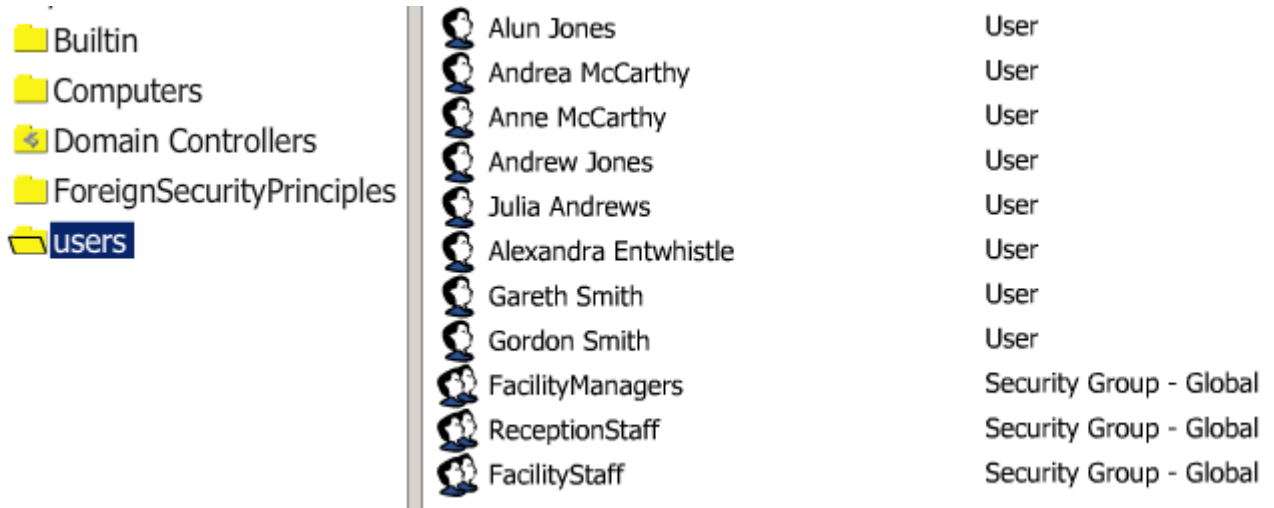 Builtin
Computers
Domain Controllers
ForeignSecurityPrinciples
users
Alun Jones User
Andrea McCarthy User
Anne McCarthy User
Andrew Jones User
Julia Andrews User
Alexandra Entwhistle User
Gareth Smith User
Gordon Smith User
FacilityManagers Security Group - Global
ReceptionStaff Security Group - Global
FacilityStaff Security Group - Global